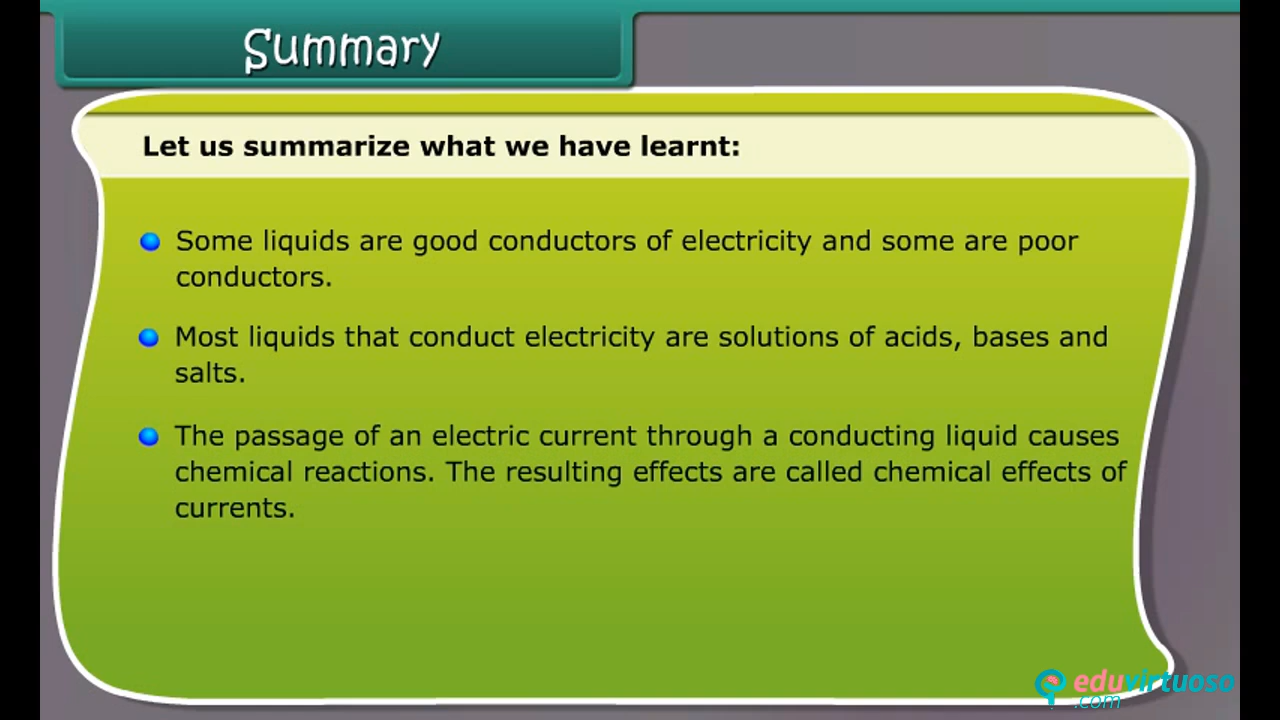 Summary
Let us summarize what we have learnt:
Some liquids are good conductors of electricity and some are poor
conductors.
Most liquids that conduct electricity are solutions of acids, bases and
salts.
The passage of an electric current through a conducting liquid causes
chemical reactions. The resulting effects are called chemical effects of
currents.
eduvirtuoso
.com